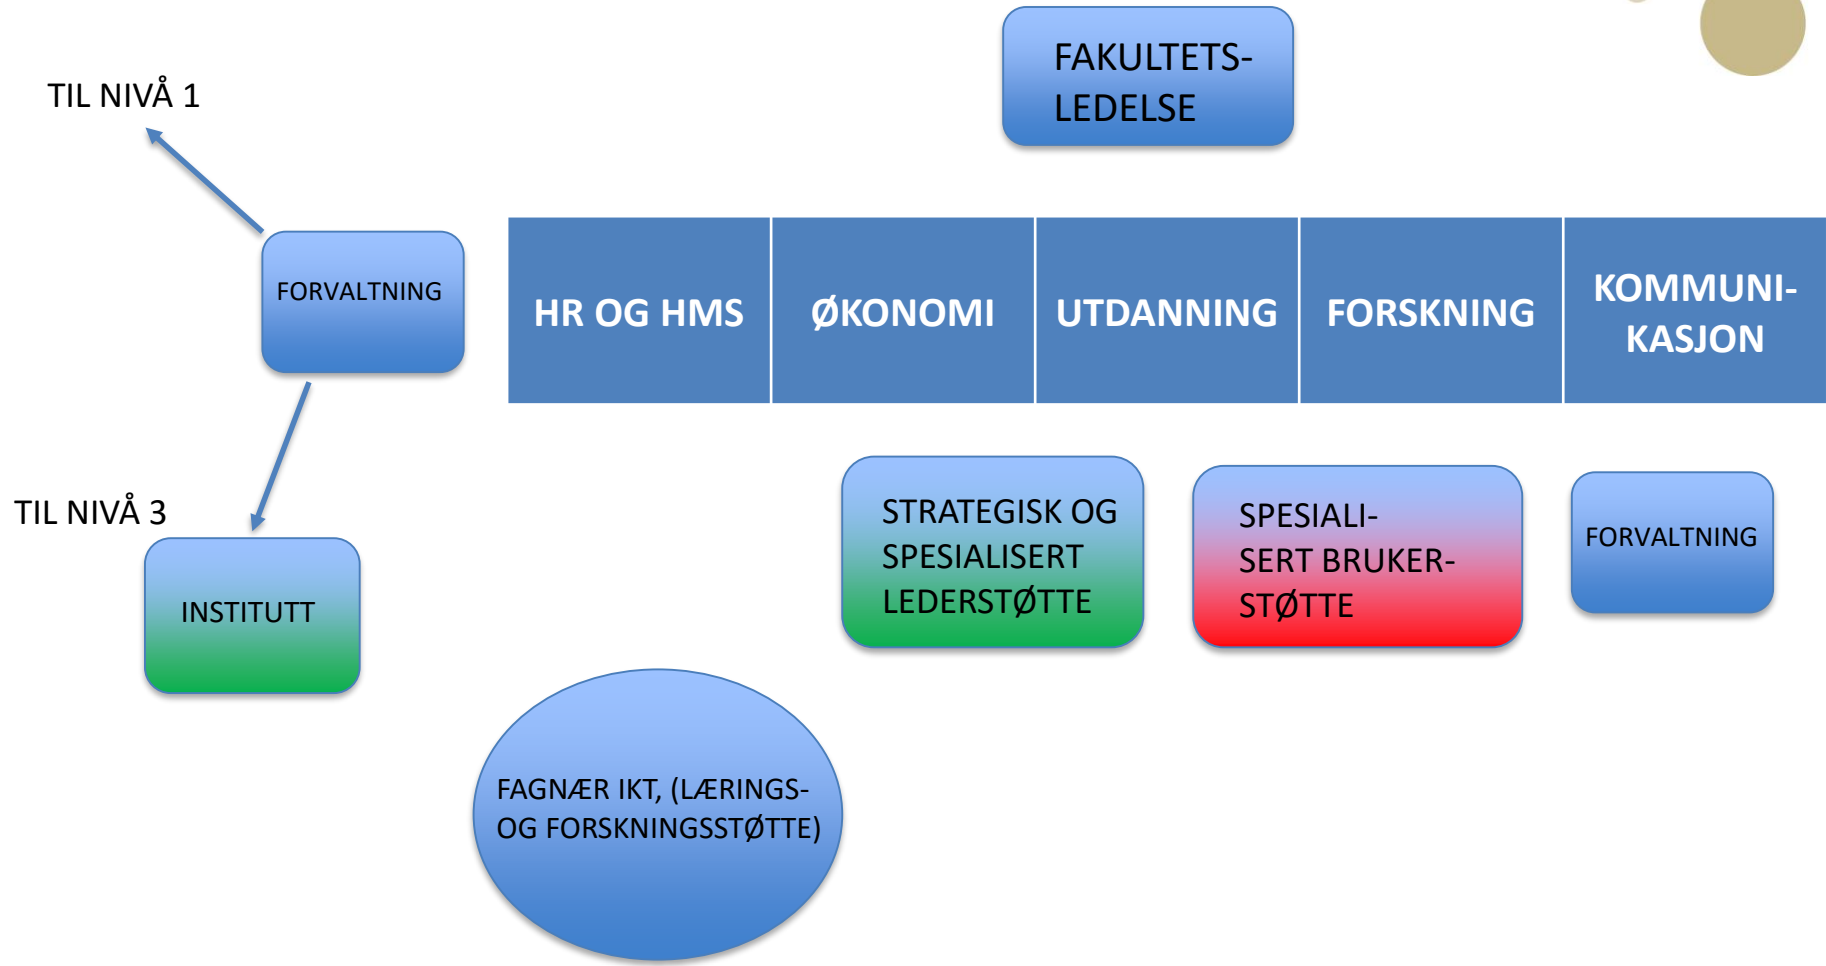 FAKULTETS-
LEDELSE
TIL NIVÅ 1
FORVALTNING
HR OG HMS
ØKONOMI
UTDANNING
FORSKNING
KOMMUNI-
KASJON
TIL NIVÅ 3
INSTITUTT
STRATEGISK OG
SPESIALISERT
LEDERSTØTTE
SPESIALI-
SERT BRUKER-
STØTTE
FORVALTNING
FAGNÆR IKT, (LÆRINGS-
OG FORSKNINGSSTØTTE)